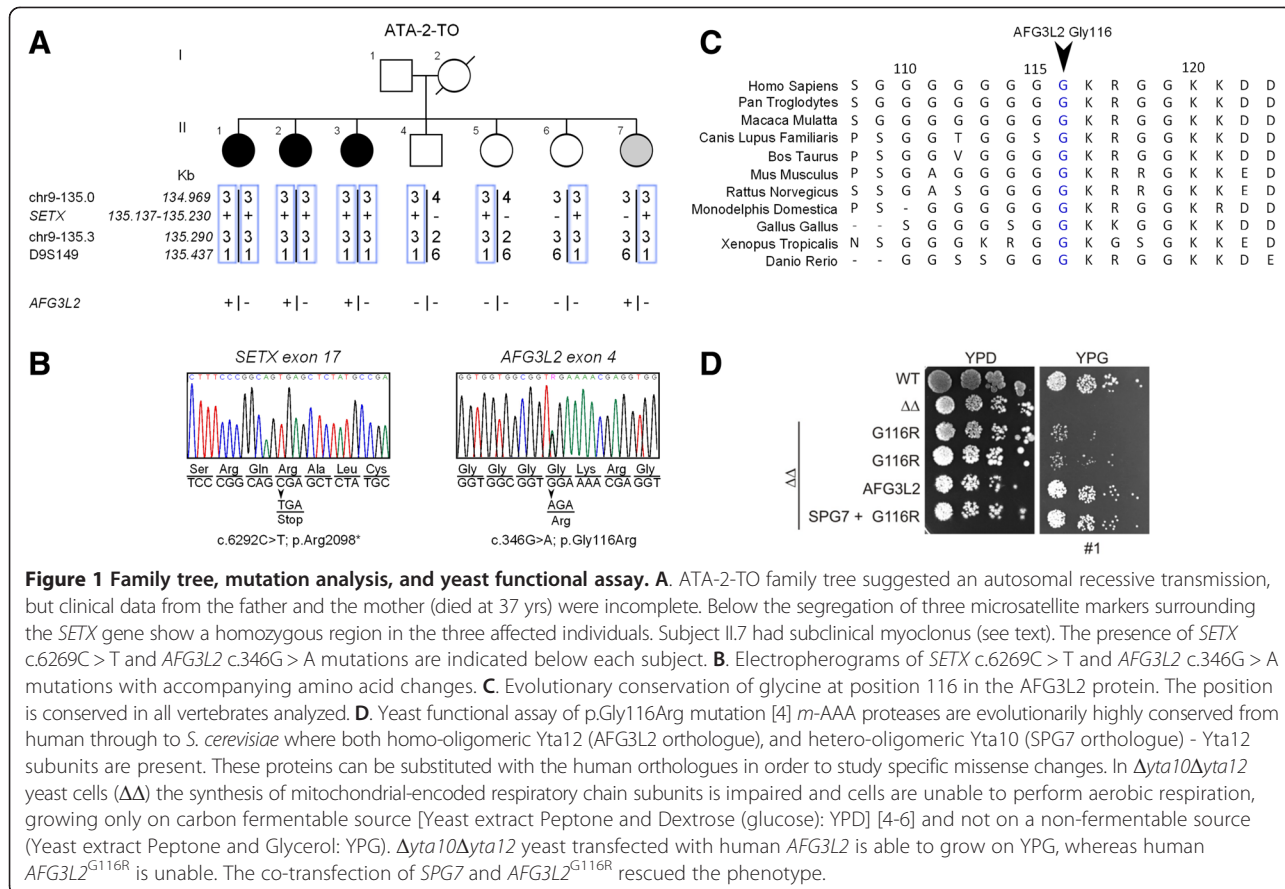 A
ATA-2-TO
I
1
2
II
1 2 3 4 5 6 7
Kb
chr9-135.0 134.969 3 3 3 3 3 3 3 4 3 4 3 3 3 3
SETX 135.137-135.230 + + + + + + + - + - - + - +
chr9-135.3 135.290 3 3 3 3 3 3 3 2 3 2 3 3 3 3
D9S149 135.437 1 1 1 1 1 1 1 6 1 6 6 1 6 1
AFG3L2 +|- +|- +|- -|- -|- -|- +|-
B
SETX exon 17
CTTTCCCGGCAGTGAGCTCTATGCCGA
Ser Arg Gln Arg Ala Leu Cys
TCC CGG CAG CGA GCT CTA TGC
TGA
Stop
c.6292C>T; p.Arg2098*
AFG3L2 exon 4
GGTGGTGGCGGTRGAAAACGAGGTGG
Gly Gly Gly Gly Lys Arg Gly
GGT GGC GGT GGA AAA CGA GGT
AGA
Arg
c.346G>A; p.Gly116Arg
C
AFG3L2 Gly116
110 115 120
Homo Sapiens S G G G G G G G G K R G G K K D D
Pan Troglodytes S G G G G G G G G K R G G K K D D
Macaca Mulatta S G G G G G G G G K R G G K K D D
Canis Lupus Familiaris P S G G T G G S G K R G G K K D D
Bos Taurus P S G G V G G G G K R G G K K D D
Mus Musculus P S G A G G G G G K R R G K K E D
Rattus Norvegicus S S G A S G G G G K R G G K K E D
Monodelphis Domestica P S - G G G G G G K R G G K R D D
Gallus Gallus - - S G G G S G G K G G G K K D D
Xenopus Tropicalis N S G G G K R G G K G S G K K E D
Danio Rerio - - G G S S G G G K R G G K K D E
D
YPD YPG
WT
ΔΔ
G116R
G116R
AFG3L2
SPG7 + G116R
ΔΔ
#1
Figure 1 Family tree, mutation analysis, and yeast functional assay. A. ATA-2-TO family tree suggested an autosomal recessive transmission,
but clinical data from the father and the mother (died at 37 yrs) were incomplete. Below the segregation of three microsatellite markers surrounding
the SETX gene show a homozygous region in the three affected individuals. Subject II.7 had subclinical myoclonus (see text). The presence of SETX
c.6269C > T and AFG3L2 c.346G > A mutations are indicated below each subject. B. Electropherograms of SETX c.6269C > T and AFG3L2 c.346G > A
mutations with accompanying amino acid changes. C. Evolutionary conservation of glycine at position 116 in the AFG3L2 protein. The position
is conserved in all vertebrates analyzed. D. Yeast functional assay of p.Gly116Arg mutation [4] m-AAA proteases are evolutionarily highly conserved from
human through to S. cerevisiae where both homo-oligomeric Yta12 (AFG3L2 orthologue), and hetero-oligomeric Yta10 (SPG7 orthologue) - Yta12
subunits are present. These proteins can be substituted with the human orthologues in order to study specific missense changes. In Δyta10Δyta12
yeast cells (ΔΔ) the synthesis of mitochondrial-encoded respiratory chain subunits is impaired and cells are unable to perform aerobic respiration,
growing only on carbon fermentable source [Yeast extract Peptone and Dextrose (glucose): YPD] [4-6] and not on a non-fermentable source
(Yeast extract Peptone and Glycerol: YPG). Δyta10Δyta12 yeast transfected with human AFG3L2 is able to grow on YPG, whereas human
AFG3L2G116R is unable. The co-transfection of SPG7 and AFG3L2G116R rescued the phenotype.